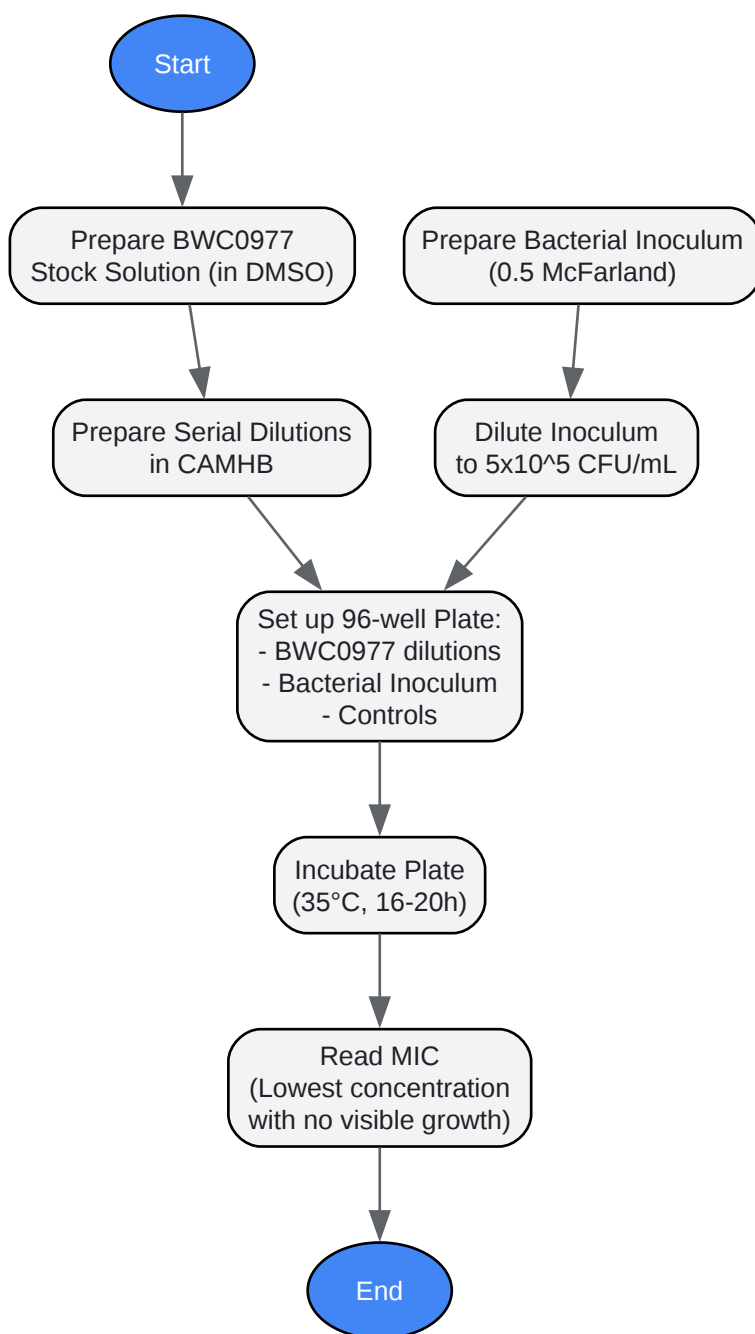 Start
Prepare BWC0977
Stock Solution (in DMSO)
Prepare Bacterial Inoculum
(0.5 McFarland)
Prepare Serial Dilutions
in CAMHB
Dilute Inoculum
to 5x10^5 CFU/mL
Set up 96-well Plate:
- BWC0977 dilutions
- Bacterial Inoculum
- Controls
Incubate Plate
(35°C, 16-20h)
Read MIC
(Lowest concentration
with no visible growth)
End